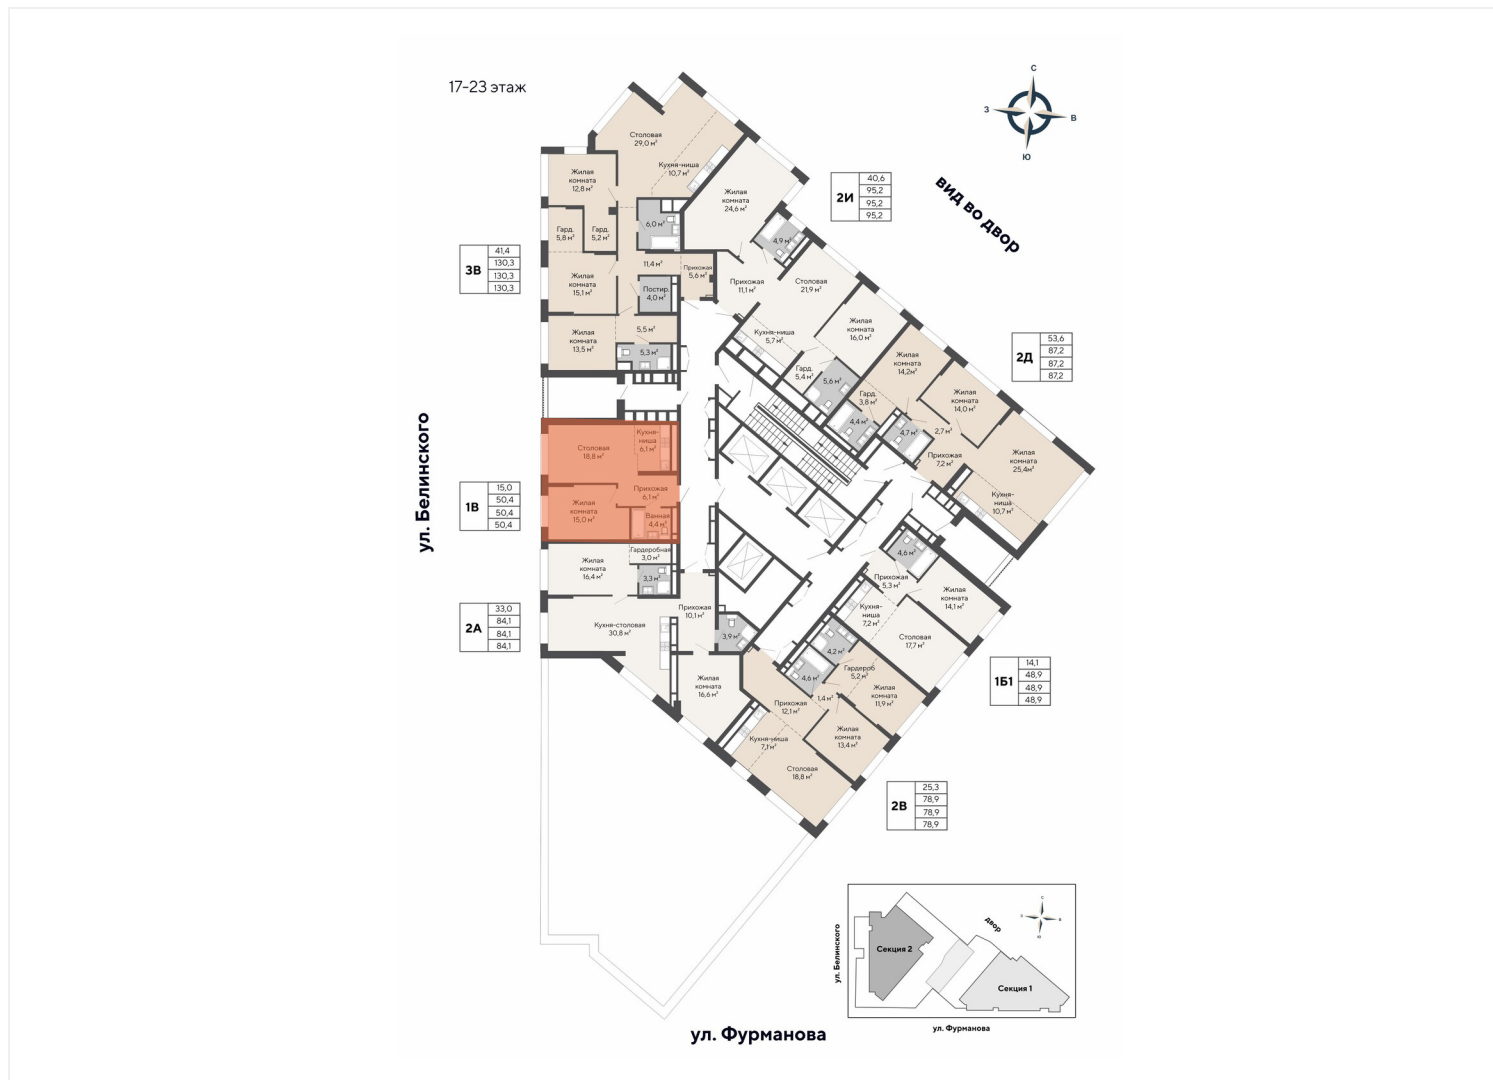 17-23 этаж
С
З
В
Ю
вид во двор
ул. Белинского
Столовая
29,0 м²
Кухня-ниша
10,7 м²
Жилая
комната
12,8 м²
Гард.
5,8 м²
Гард.
5,2 м²
6,0 м²
11,4 м²
Прихожая
5,6 м²
Жилая
комната
15,1 м²
Постир.
4,0 м²
5,5 м²
Жилая
комната
13,5 м²
5,3 м²
3В
41,4
130,3
130,3
130,3
Жилая
комната
24,6 м²
4,9 м²
Прихожая
11,1 м²
Столовая
21,9 м²
Кухня-ниша
5,7 м²
Жилая
комната
16,0 м²
Гард.
5,4 м²
5,6 м²
2И
40,6
95,2
95,2
95,2
Жилая
комната
14,2м²
Гард.
3,8 м²
4,4 м²
Жилая
комната
14,0 м²
4,7 м²
2,7 м²
Прихожая
7,2 м²
Жилая
комната
25,4м²
Кухня-
ниша
10,7 м²
2Д
53,6
87,2
87,2
87,2
Кухня-
ниша
6,1 м²
Столовая
18,8 м²
Прихожая
6,1 м²
Жилая
комната
15,0 м²
Ванная
4,4 м²
1В
15,0
50,4
50,4
50,4
Гардеробная
3,0 м²
Жилая
комната
16,4 м²
3,3 м²
Прихожая
10,1 м²
Кухня-столовая
30,8 м²
3,9 м²
Жилая
комната
16,6 м²
2А
33,0
84,1
84,1
84,1
4,6 м²
Прихожая
5,3 м²
Жилая
комната
14,1 м²
Кухня-
ниша
7,2 м²
Столовая
17,7 м²
1Б1
14,1
48,9
48,9
48,9
4,2 м²
4,6 м²
Гардероб
5,2 м²
1,4 м²
Жилая
комната
11,9 м²
Прихожая
12,1 м²
Жилая
комната
13,4 м²
Кухня-ниша
7,1 м²
Столовая
18,8 м²
2В
25,3
78,9
78,9
78,9
ул. Фурманова
ул. Белинского
двор
Секция 2
Секция 1
ул. Фурманова